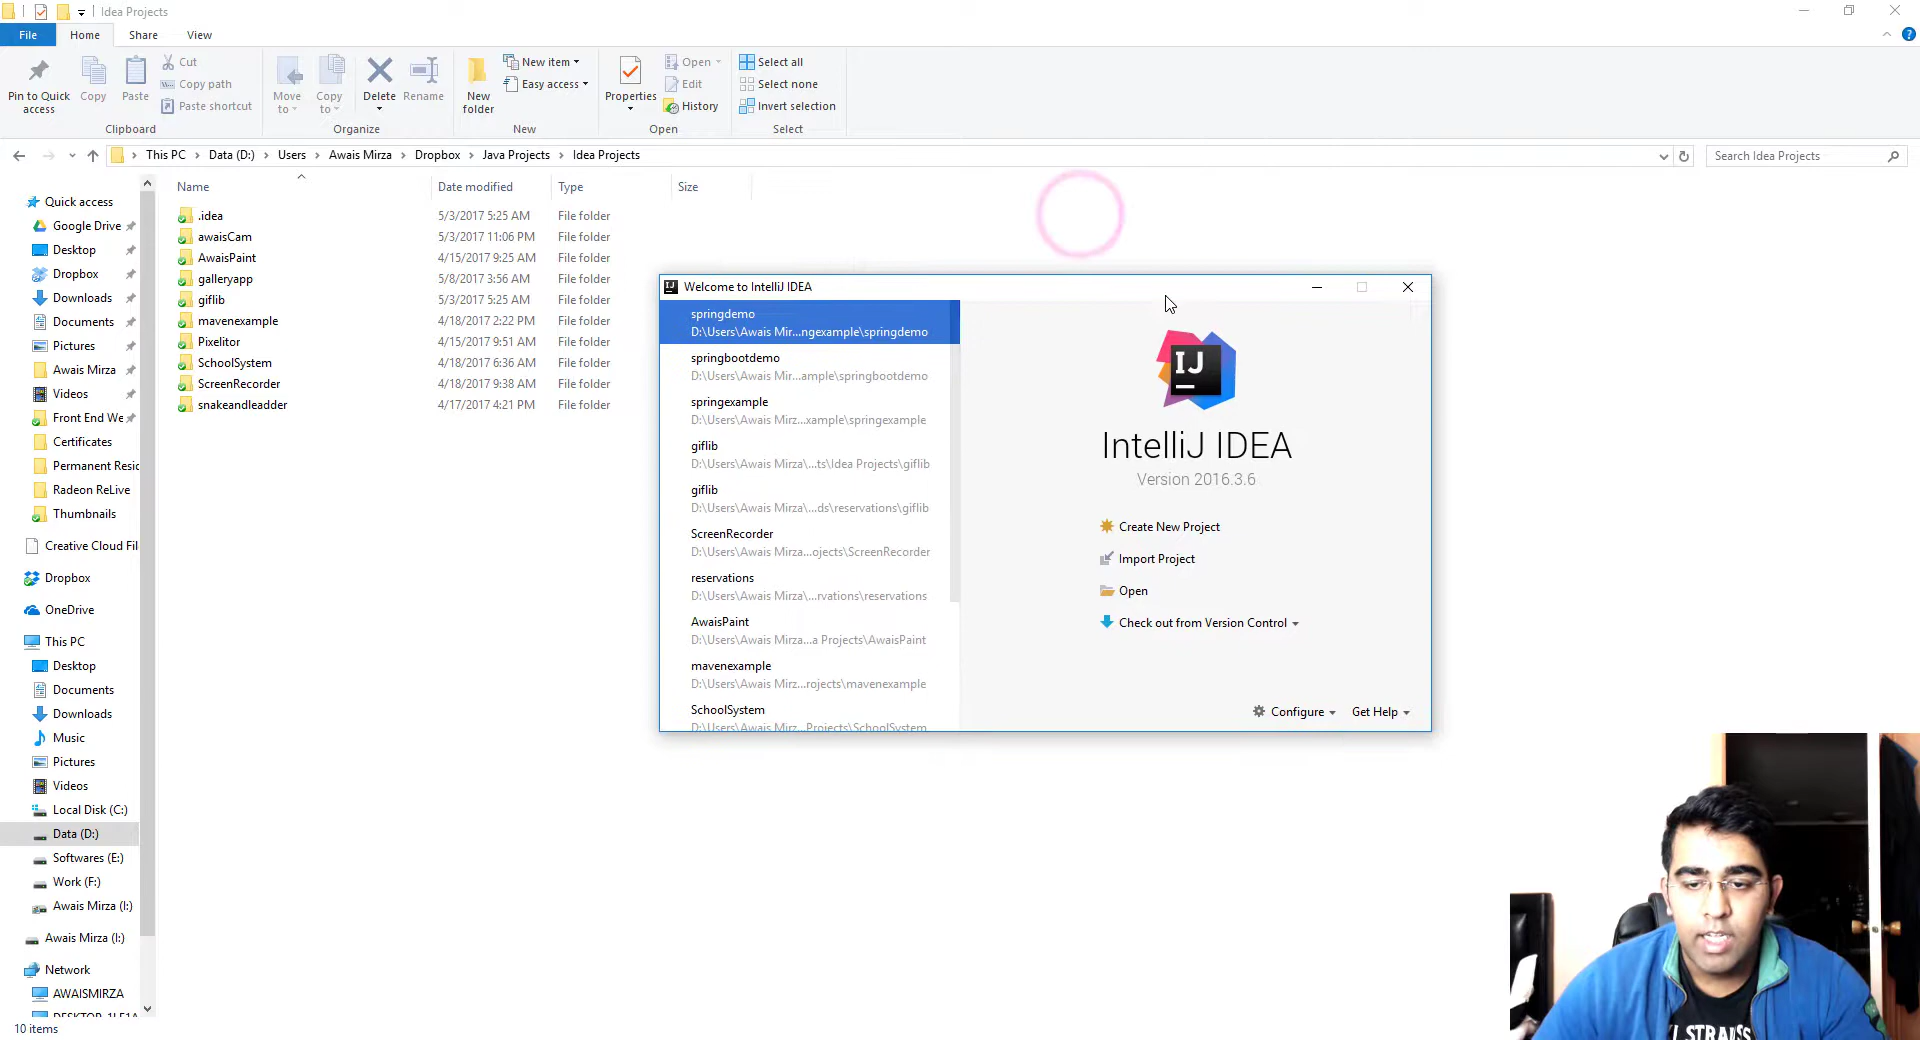 Idea Projects
File Home Share View
Pin to Quick access
Copy
Paste
Cut
Copy path
Paste shortcut
Clipboard
Move to
Copy to
Delete
Rename
Organize
New folder
New item
Easy access
New
Properties
Open
Edit
History
Open
Select all
Select none
Invert selection
Select
This PC > Data (D:) > Users > Awais Mirza > Dropbox > Java Projects > Idea Projects
Search Idea Projects
Name Date modified Type Size
.idea 5/3/2017 5:25 AM File folder
awaisCam 5/3/2017 11:06 PM File folder
AwaisPaint 4/15/2017 9:25 AM File folder
galleryapp 5/8/2017 3:56 AM File folder
giflib 5/3/2017 5:25 AM File folder
mavenexample 4/18/2017 2:22 PM File folder
Pixelitor 4/15/2017 9:51 AM File folder
SchoolSystem 4/18/2017 6:36 AM File folder
ScreenRecorder 4/18/2017 9:38 AM File folder
snakeandleadder 4/17/2017 4:21 PM File folder
Quick access
Google Drive
Desktop
Dropbox
Downloads
Documents
Pictures
Awais Mirza
Videos
Front End We
Certificates
Permanent Resic
Radeon ReLive
Thumbnails
Creative Cloud Fil
Dropbox
OneDrive
This PC
Desktop
Documents
Downloads
Music
Pictures
Videos
Local Disk (C:)
Data (D:)
Softwares (E:)
Work (F:)
Awais Mirza (I:)
Awais Mirza (I:)
Network
AWAISMIRZA
10 items
Welcome to IntelliJ IDEA
springdemo
D:\Users\Awais Mir...ngexample\springdemo
springbootdemo
D:\Users\Awais Mir...ample\springbootdemo
springexample
D:\Users\Awais Mirz...xample\springexample
giflib
D:\Users\Awais Mirza\...ts\Idea Projects\giflib
giflib
D:\Users\Awais Mirza\...ds\reservations\giflib
ScreenRecorder
D:\Users\Awais Mirza...ojects\ScreenRecorder
reservations
D:\Users\Awais Mirza\...rvations\reservations
AwaisPaint
D:\Users\Awais Mirza...a Projects\AwaisPaint
mavenexample
D:\Users\Awais Mirz...rojects\mavenexample
SchoolSystem
D:\Users\Awais Mirz...Projects\SchoolSystem
IJ
IntelliJ IDEA
Version 2016.3.6
Create New Project
Import Project
Open
Check out from Version Control
Configure
Get Help
STRAUSS